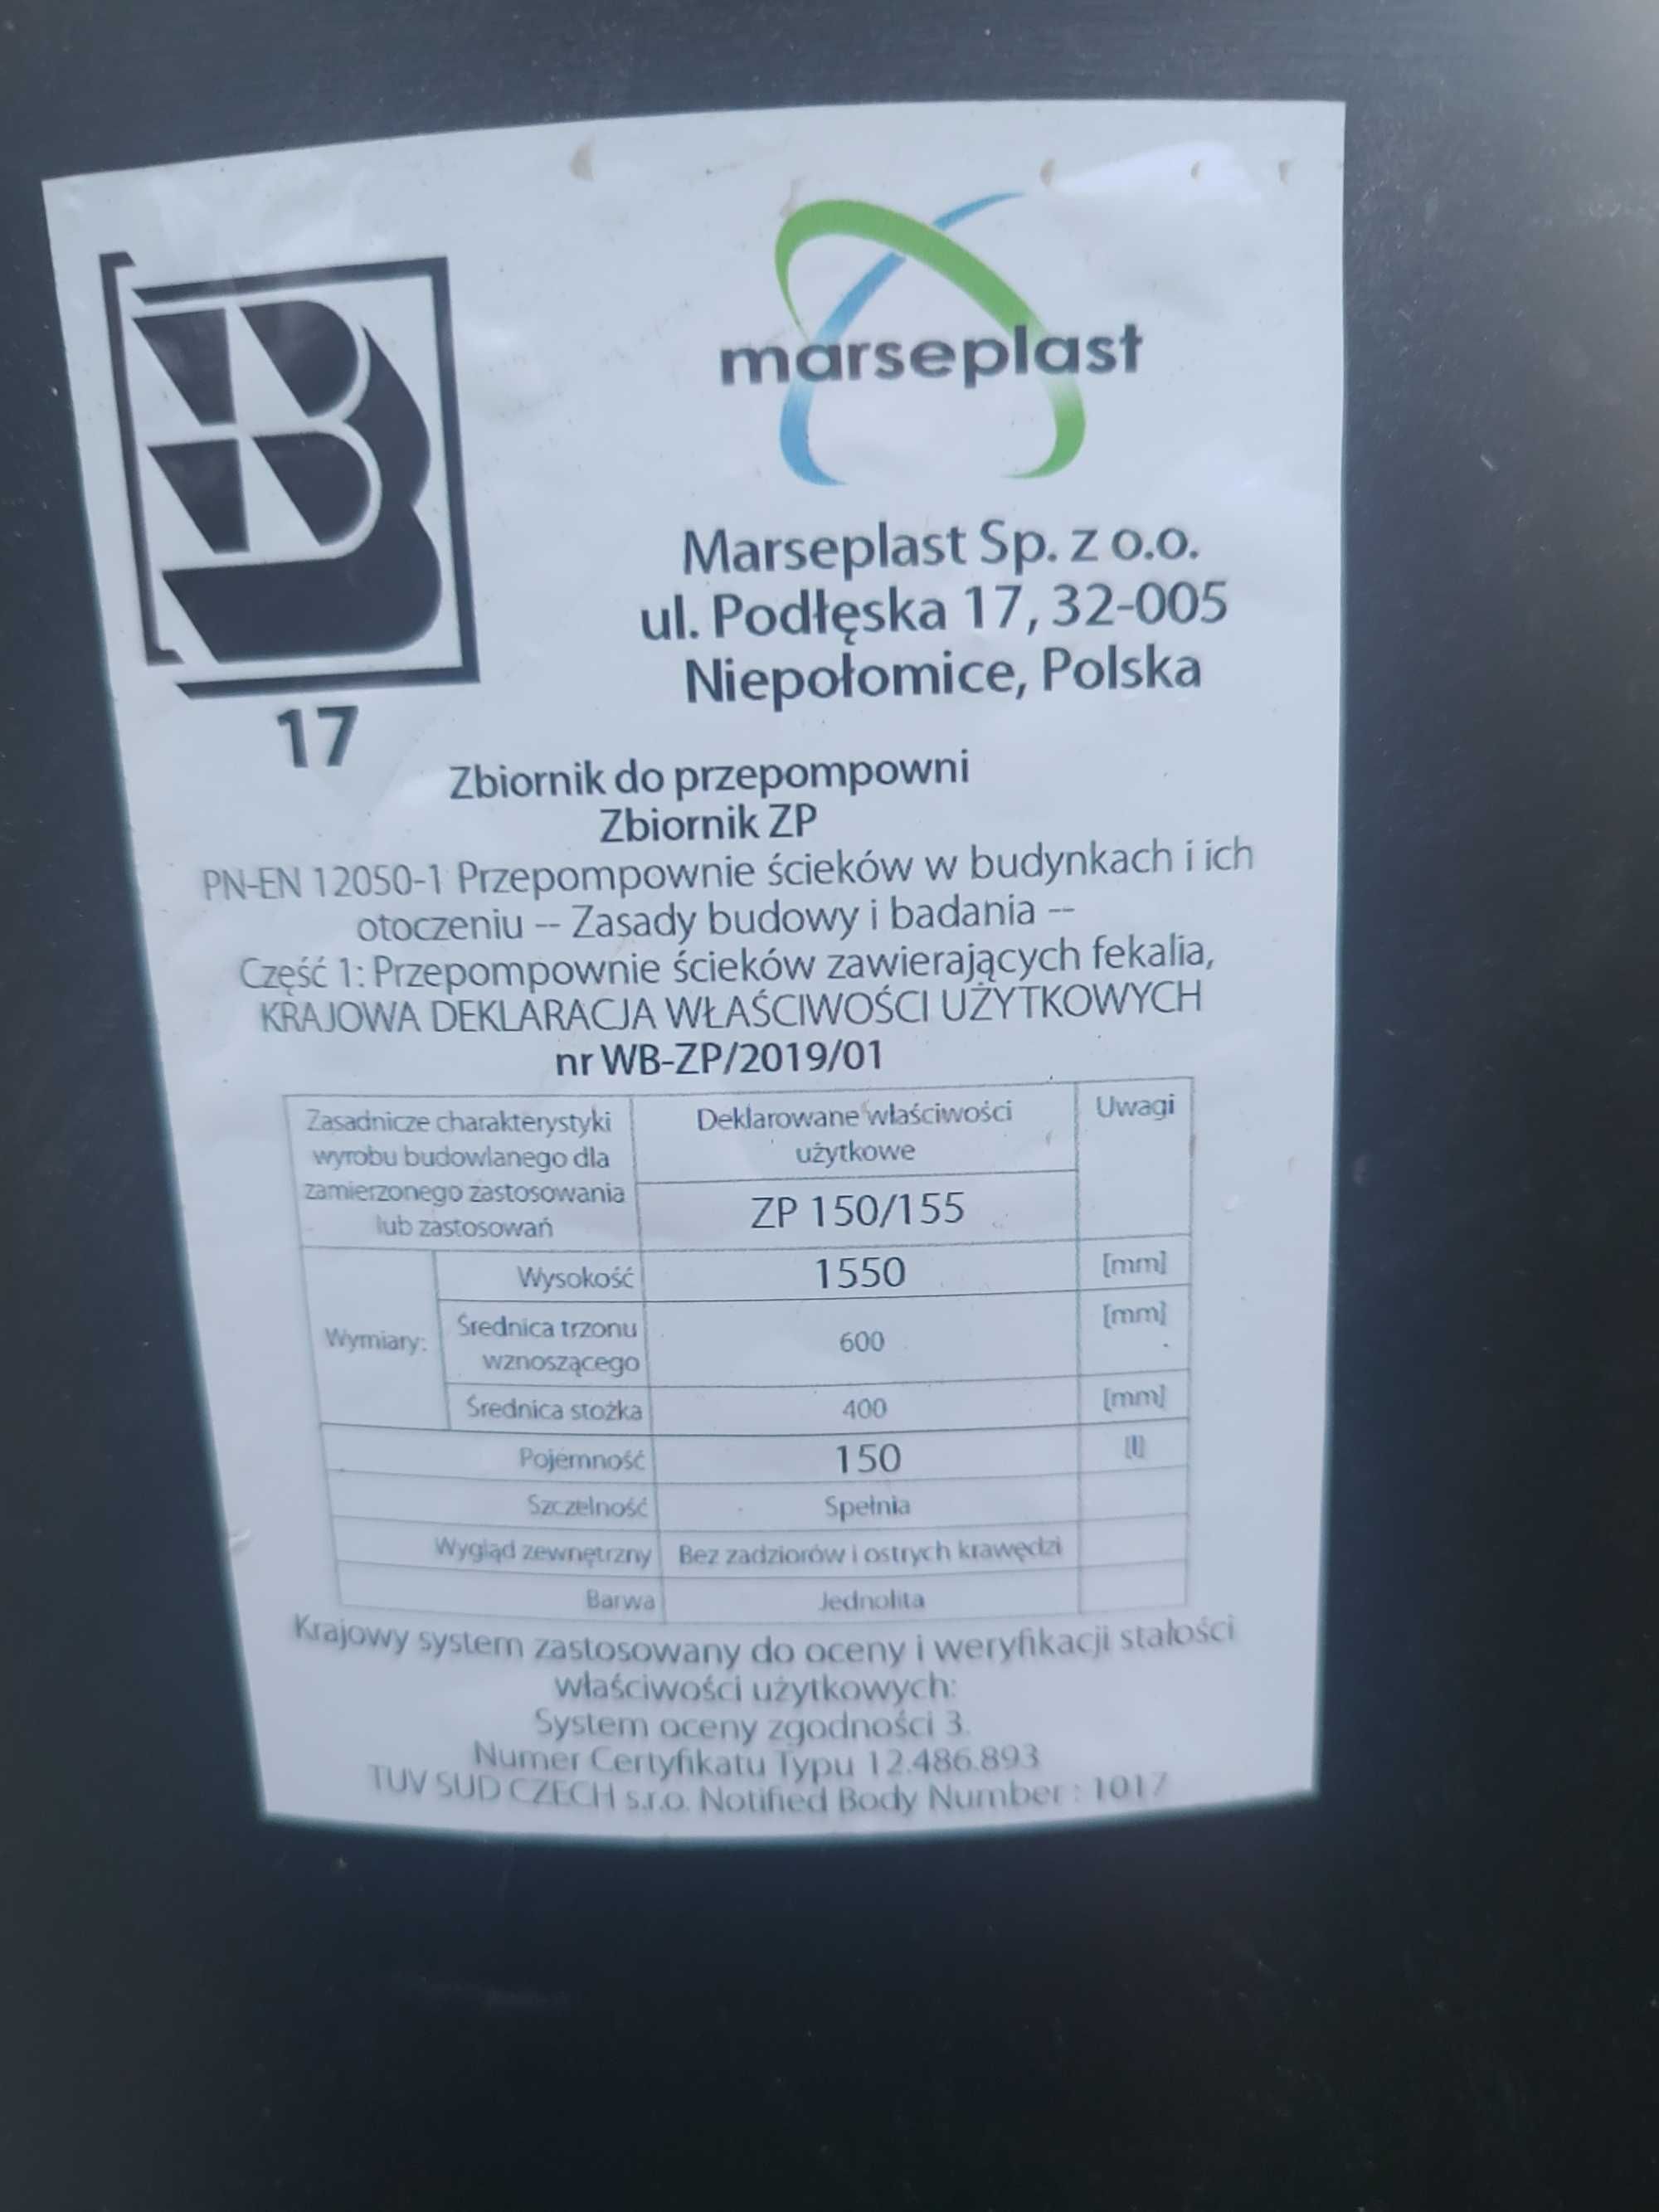 marseplast
Marseplast Sp. z o.o.
ul. Podłęska 17, 32-005
Niepołomice, Polska
B
17
Zbiornik do przepompowni
Zbiornik ZP
PN-EN 12050-1 Przepompownie ścieków w budynkach i ich
otoczeniu -- Zasady budowy i badania --
Część 1: Przepompownie ścieków zawierających fekalia,
KRAJOWA DEKLARACJA WŁAŚCIWOŚCI UŻYTKOWYCH
nr WB-ZP/2019/01
Zasadnicze charakterystyki
wyrobu budowlanego dla
zamierzonego zastosowania
lub zastosowań
Deklarowane właściwości
użytkowe
ZP 150/155
Uwagi
Wymiary:
Wysokość 1550 [mm]
Średnica trzonu
wznoszącego 600 [mm]
Średnica stożka 400 [mm]
Pojemność 150 [l]
Szczelność Spełnia
Wygląd zewnętrzny Bez zadziorów i ostrych krawędzi
Barwa Jednolita
Krajowy system zastosowany do oceny i weryfikacji stałości
właściwości użytkowych:
System oceny zgodności 3.
Numer Certyfikatu Typu 12.486.893
TUV SUD CZECH s.r.o. Notified Body Number : 1017